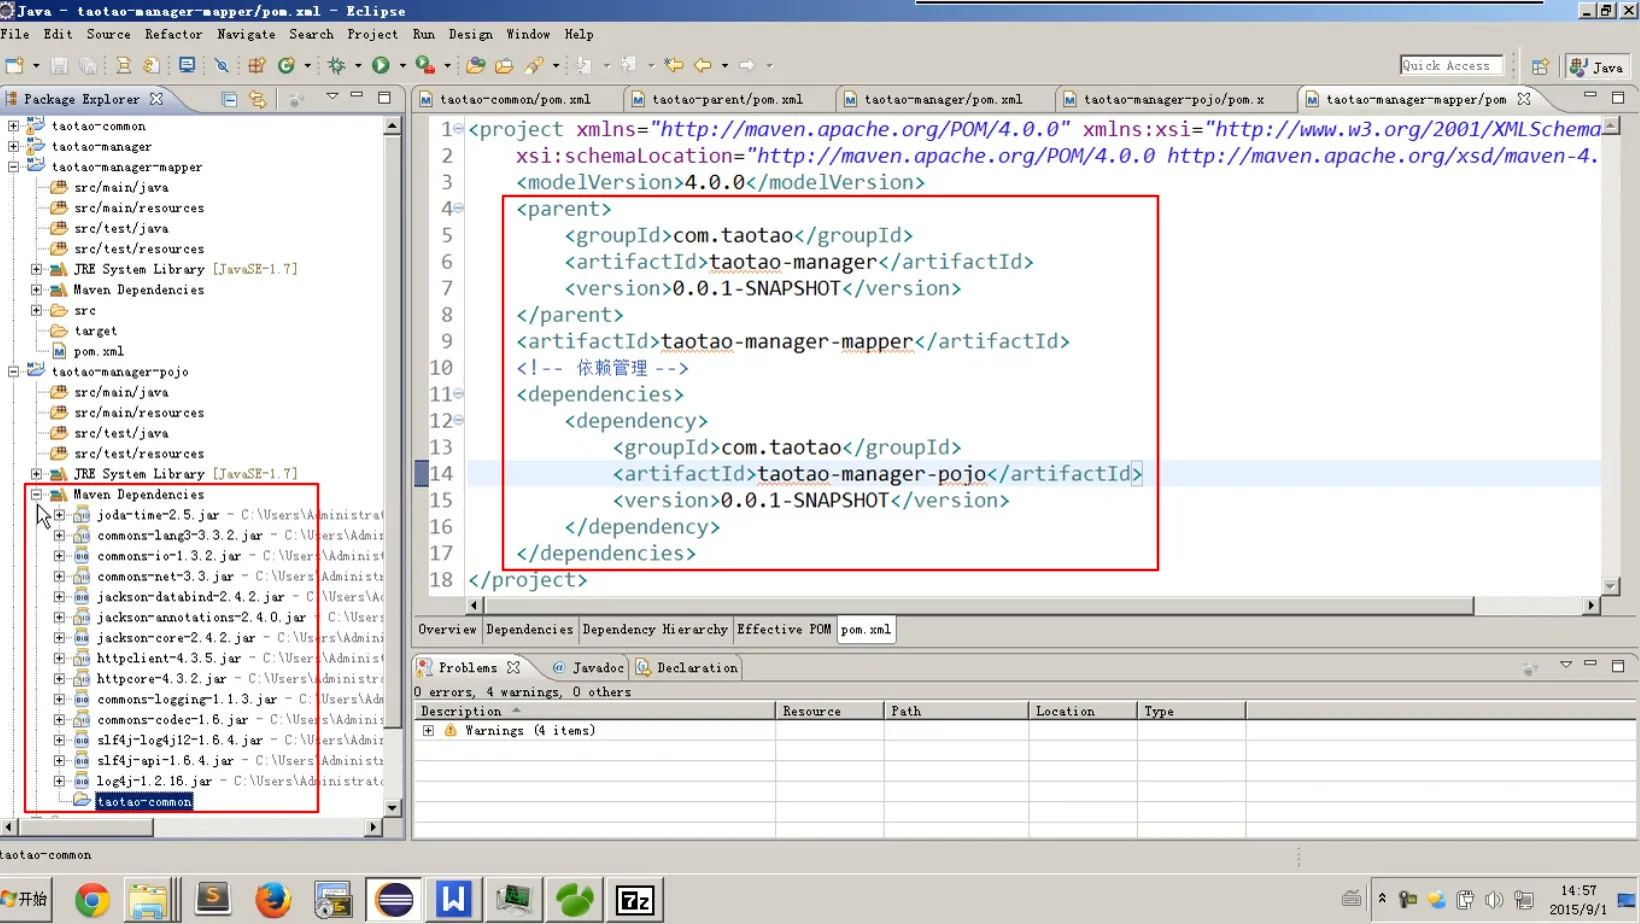 Java - taotao-manager-mapper/pom.xml - Eclipse
File Edit Source Refactor Navigate Search Project Run Design Window Help
Quick Access
Java
Package Explorer
taotao-common
taotao-manager
taotao-manager-mapper
src/main/java
src/main/resources
src/test/java
src/test/resources
JRE System Library [JavaSE-1.7]
Maven Dependencies
src
target
pom.xml
taotao-manager-pojo
src/main/java
src/main/resources
src/test/java
src/test/resources
JRE System Library [JavaSE-1.7]
Maven Dependencies
joda-time-2.5.jar - C:\Users\Administrat
commons-lang3-3.3.2.jar - C:\Users\Admin
commons-io-1.3.2.jar - C:\Users\Administ
commons-net-3.3.jar - C:\Users\Administr
jackson-databind-2.4.2.jar - C:\Users\Ac
jackson-annotations-2.4.0.jar - C:\Users
jackson-core-2.4.2.jar - C:\Users\Admini
httpclient-4.3.5.jar - C:\Users\Administ
httpcore-4.3.2.jar - C:\Users\Administra
commons-logging-1.1.3.jar - C:\Users\Adm
commons-codec-1.6.jar - C:\Users\Adminis
slf4j-log4j12-1.6.4.jar - C:\Users\Admir
slf4j-api-1.6.4.jar - C:\Users\Administr
log4j-1.2.16.jar - C:\Users\Administrato
taotao-common
taotao-common/pom.xml
taotao-parent/pom.xml
taotao-manager/pom.xml
taotao-manager-pojo/pom.x
taotao-manager-mapper/pom
1 <project xmlns="http://maven.apache.org/POM/4.0.0" xmlns:xsi="http://www.w3.org/2001/XMLSchema
2 xsi:schemaLocation="http://maven.apache.org/POM/4.0.0 http://maven.apache.org/xsd/maven-4.
3 <modelVersion>4.0.0</modelVersion>
4 <parent>
5 <groupId>com.taotao</groupId>
6 <artifactId>taotao-manager</artifactId>
7 <version>0.0.1-SNAPSHOT</version>
8 </parent>
9 <artifactId>taotao-manager-mapper</artifactId>
10 <!-- 依赖管理 -->
11 <dependencies>
12 <dependency>
13 <groupId>com.taotao</groupId>
14 <artifactId>taotao-manager-pojo</artifactId>
15 <version>0.0.1-SNAPSHOT</version>
16 </dependency>
17 </dependencies>
18 </project>
Overview Dependencies Dependency Hierarchy Effective POM pom.xml
Problems @ Javadoc Declaration
0 errors, 4 warnings, 0 others
Description Resource Path Location Type
Warnings (4 items)
taotao-common
开始
14:57
2015/9/1